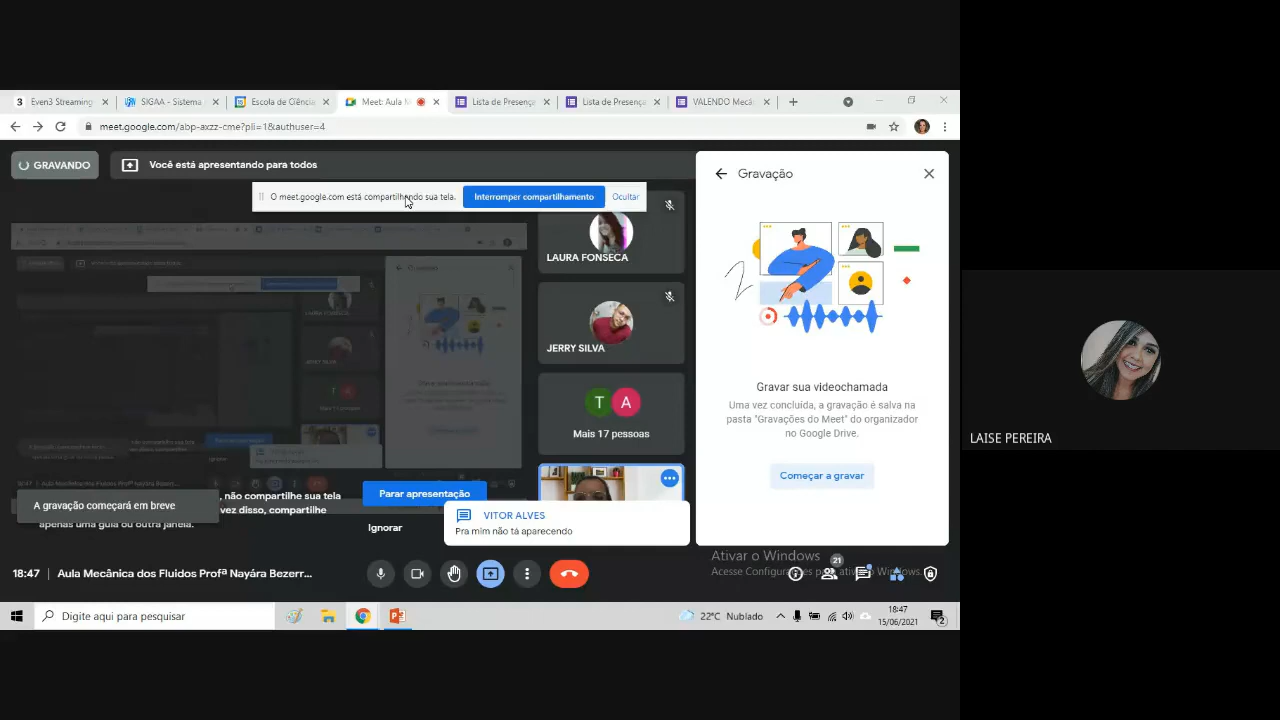 Even3 Streaming
SIGAA - Sistema
Escola de Ciência
Meet: Aula M
Lista de Presença
Lista de Presença
VALENDO Mecâ
meet.google.com/abp-axzz-cme?pli=1&authuser=4
GRAVANDO
Você está apresentando para todos
O meet.google.com está compartilhando sua tela.
Interromper compartilhamento
Ocultar
LAURA FONSECA
JERRY SILVA
T A
Mais 17 pessoas
Gravação
Gravar sua videochamada
Uma vez concluída, a gravação é salva na
pasta "Gravações do Meet" do organizador
no Google Drive.
Começar a gravar
LAISE PEREIRA
A gravação começará em breve
, não compartilhe sua tela
vez disso, compartilhe
apenas uma guia ou outra janela.
Parar apresentação
Ignorar
VITOR ALVES
Pra mim não tá aparecendo
Ativar o Windows
18:47 | Aula Mecânica dos Fluidos Profª Nayára Bezerr...
21
Digite aqui para pesquisar
22°C Nublado
18:47
15/06/2021
2